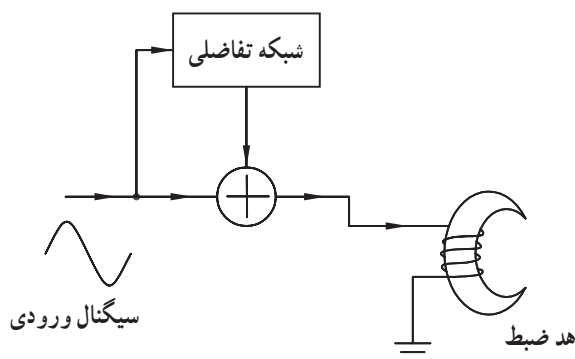 شبکه تفاضلی
سیگنال ورودی
هد ضبط